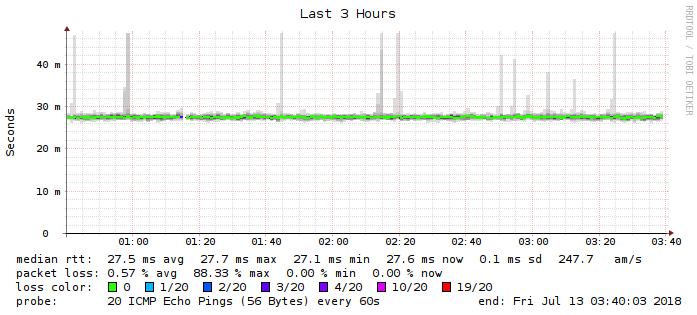 Last 3 Hours
RRDTOOL / TOBI OETIKER
Seconds
40 m
30 m
20 m
10 m
0
01:00 01:20 01:40 02:00 02:20 02:40 03:00 03:20 03:40
median rtt: 27.5 ms avg 27.7 ms max 27.1 ms min 27.6 ms now 0.1 ms sd 247.7 am/s
packet loss: 0.57 % avg 88.33 % max 0.00 % min 0.00 % now
loss color: 0 1/20 2/20 3/20 4/20 10/20 19/20
probe: 20 ICMP Echo Pings (56 Bytes) every 60s end: Fri Jul 13 03:40:03 2018